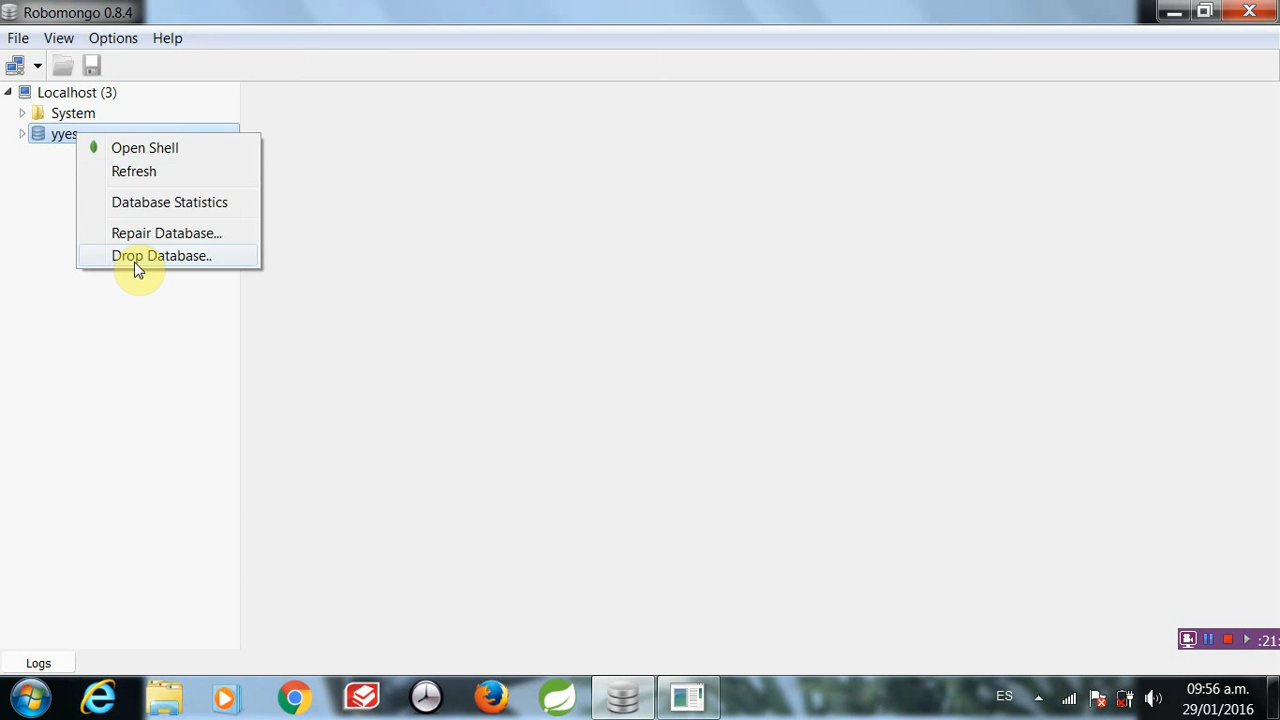 Robomongo 0.8.4
File View Options Help
Localhost (3)
System
yyes
Open Shell
Refresh
Database Statistics
Repair Database...
Drop Database..
:21:
Logs
ES
09:56 a.m.
29/01/2016